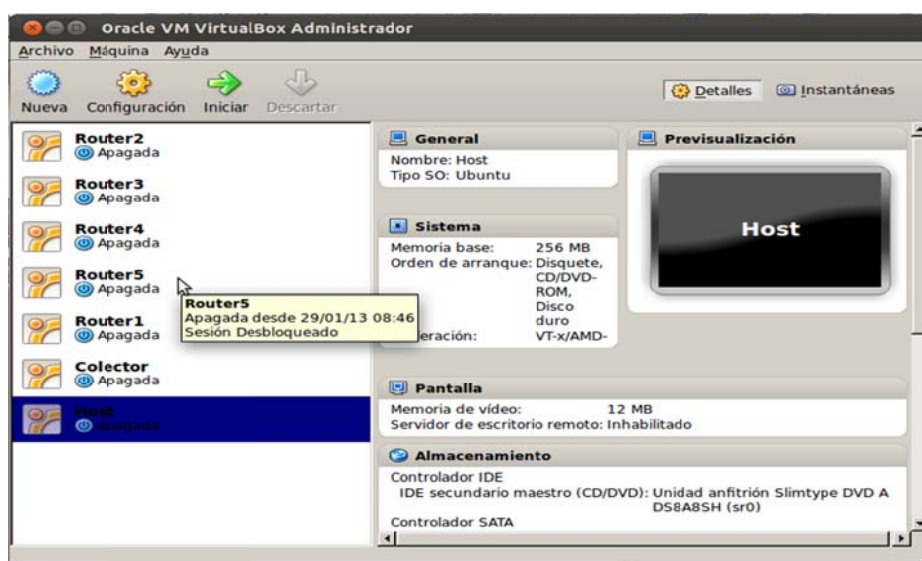 Oracle VM VirtualBox Administrador
Archivo Máquina Ayuda
Nueva Configuración Iniciar Descartar
Detalles Instantáneas
Router2
Apagada
Router3
Apagada
Router4
Apagada
Router5
Apagada
Router1
Apagada
Colector
Apagada
Host
Apagada
Router5
Apagada desde 29/01/13 08:46
Sesión Desbloqueado
General
Nombre: Host
Tipo SO: Ubuntu
Sistema
Memoria base: 256 MB
Orden de arranque: Disquete,
CD/DVD-
ROM,
Disco
duro
eración: VT-x/AMD-
Previsualización
Host
Pantalla
Memoria de vídeo: 12 MB
Servidor de escritorio remoto: Inhabilitado
Almacenamiento
Controlador IDE
IDE secundario maestro (CD/DVD): Unidad anfitrión Slimtype DVD A
DS8A8SH (sr0)
Controlador SATA